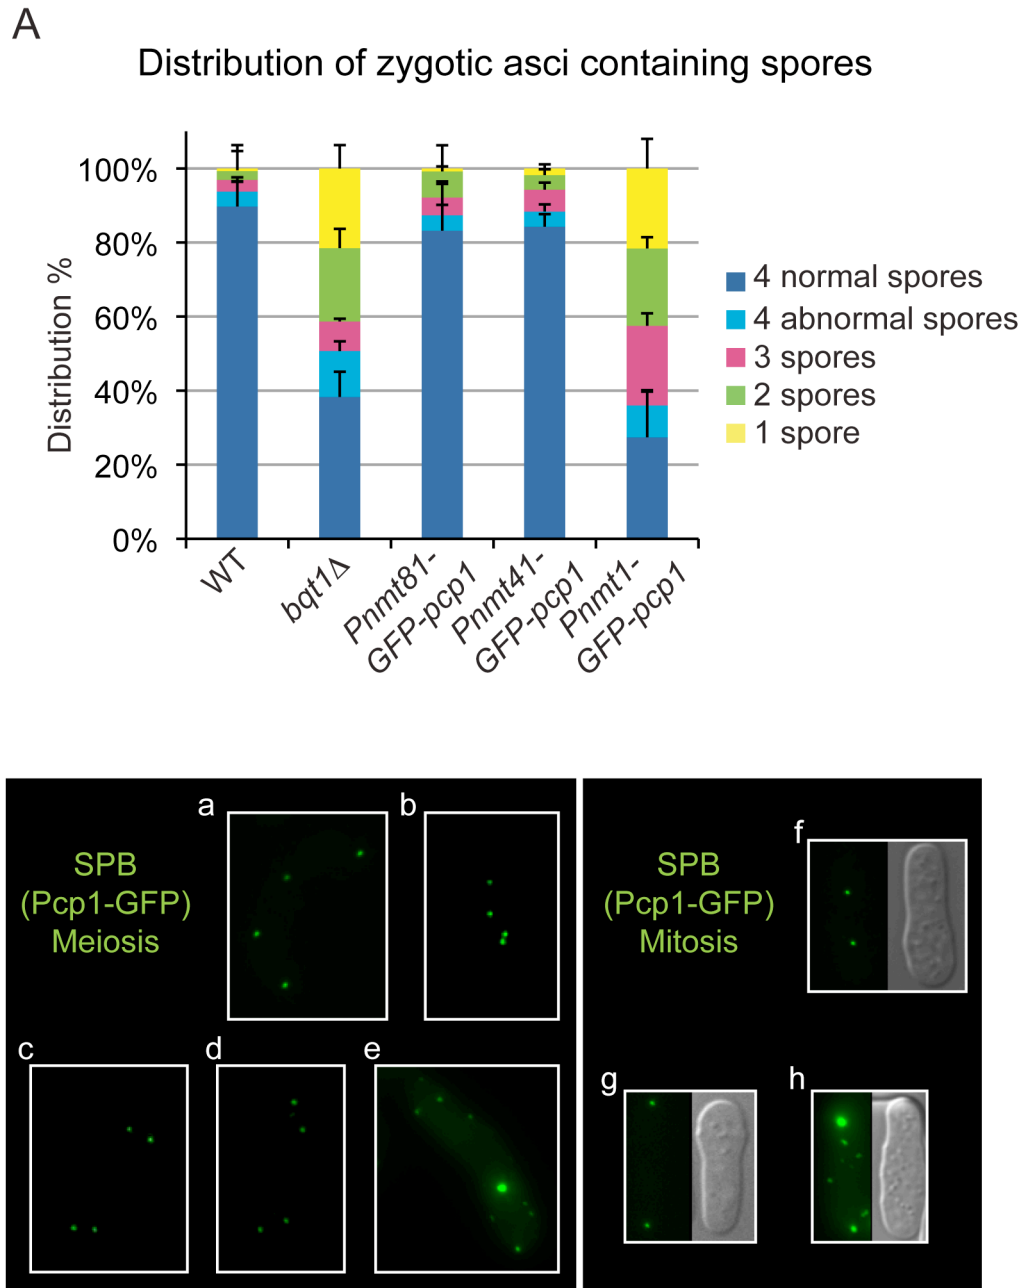 A
Distribution of zygotic asci containing spores
Distribution %
100%
80%
60%
40%
20%
0%
WT
bqt1Δ
Pnmt81-
GFP-pcp1
Pnmt41-
GFP-pcp1
Pnmt1-
GFP-pcp1
4 normal spores
4 abnormal spores
3 spores
2 spores
1 spore
SPB
(Pcp1-GFP)
Meiosis
a
b
c
d
e
SPB
(Pcp1-GFP)
Mitosis
f
g
h